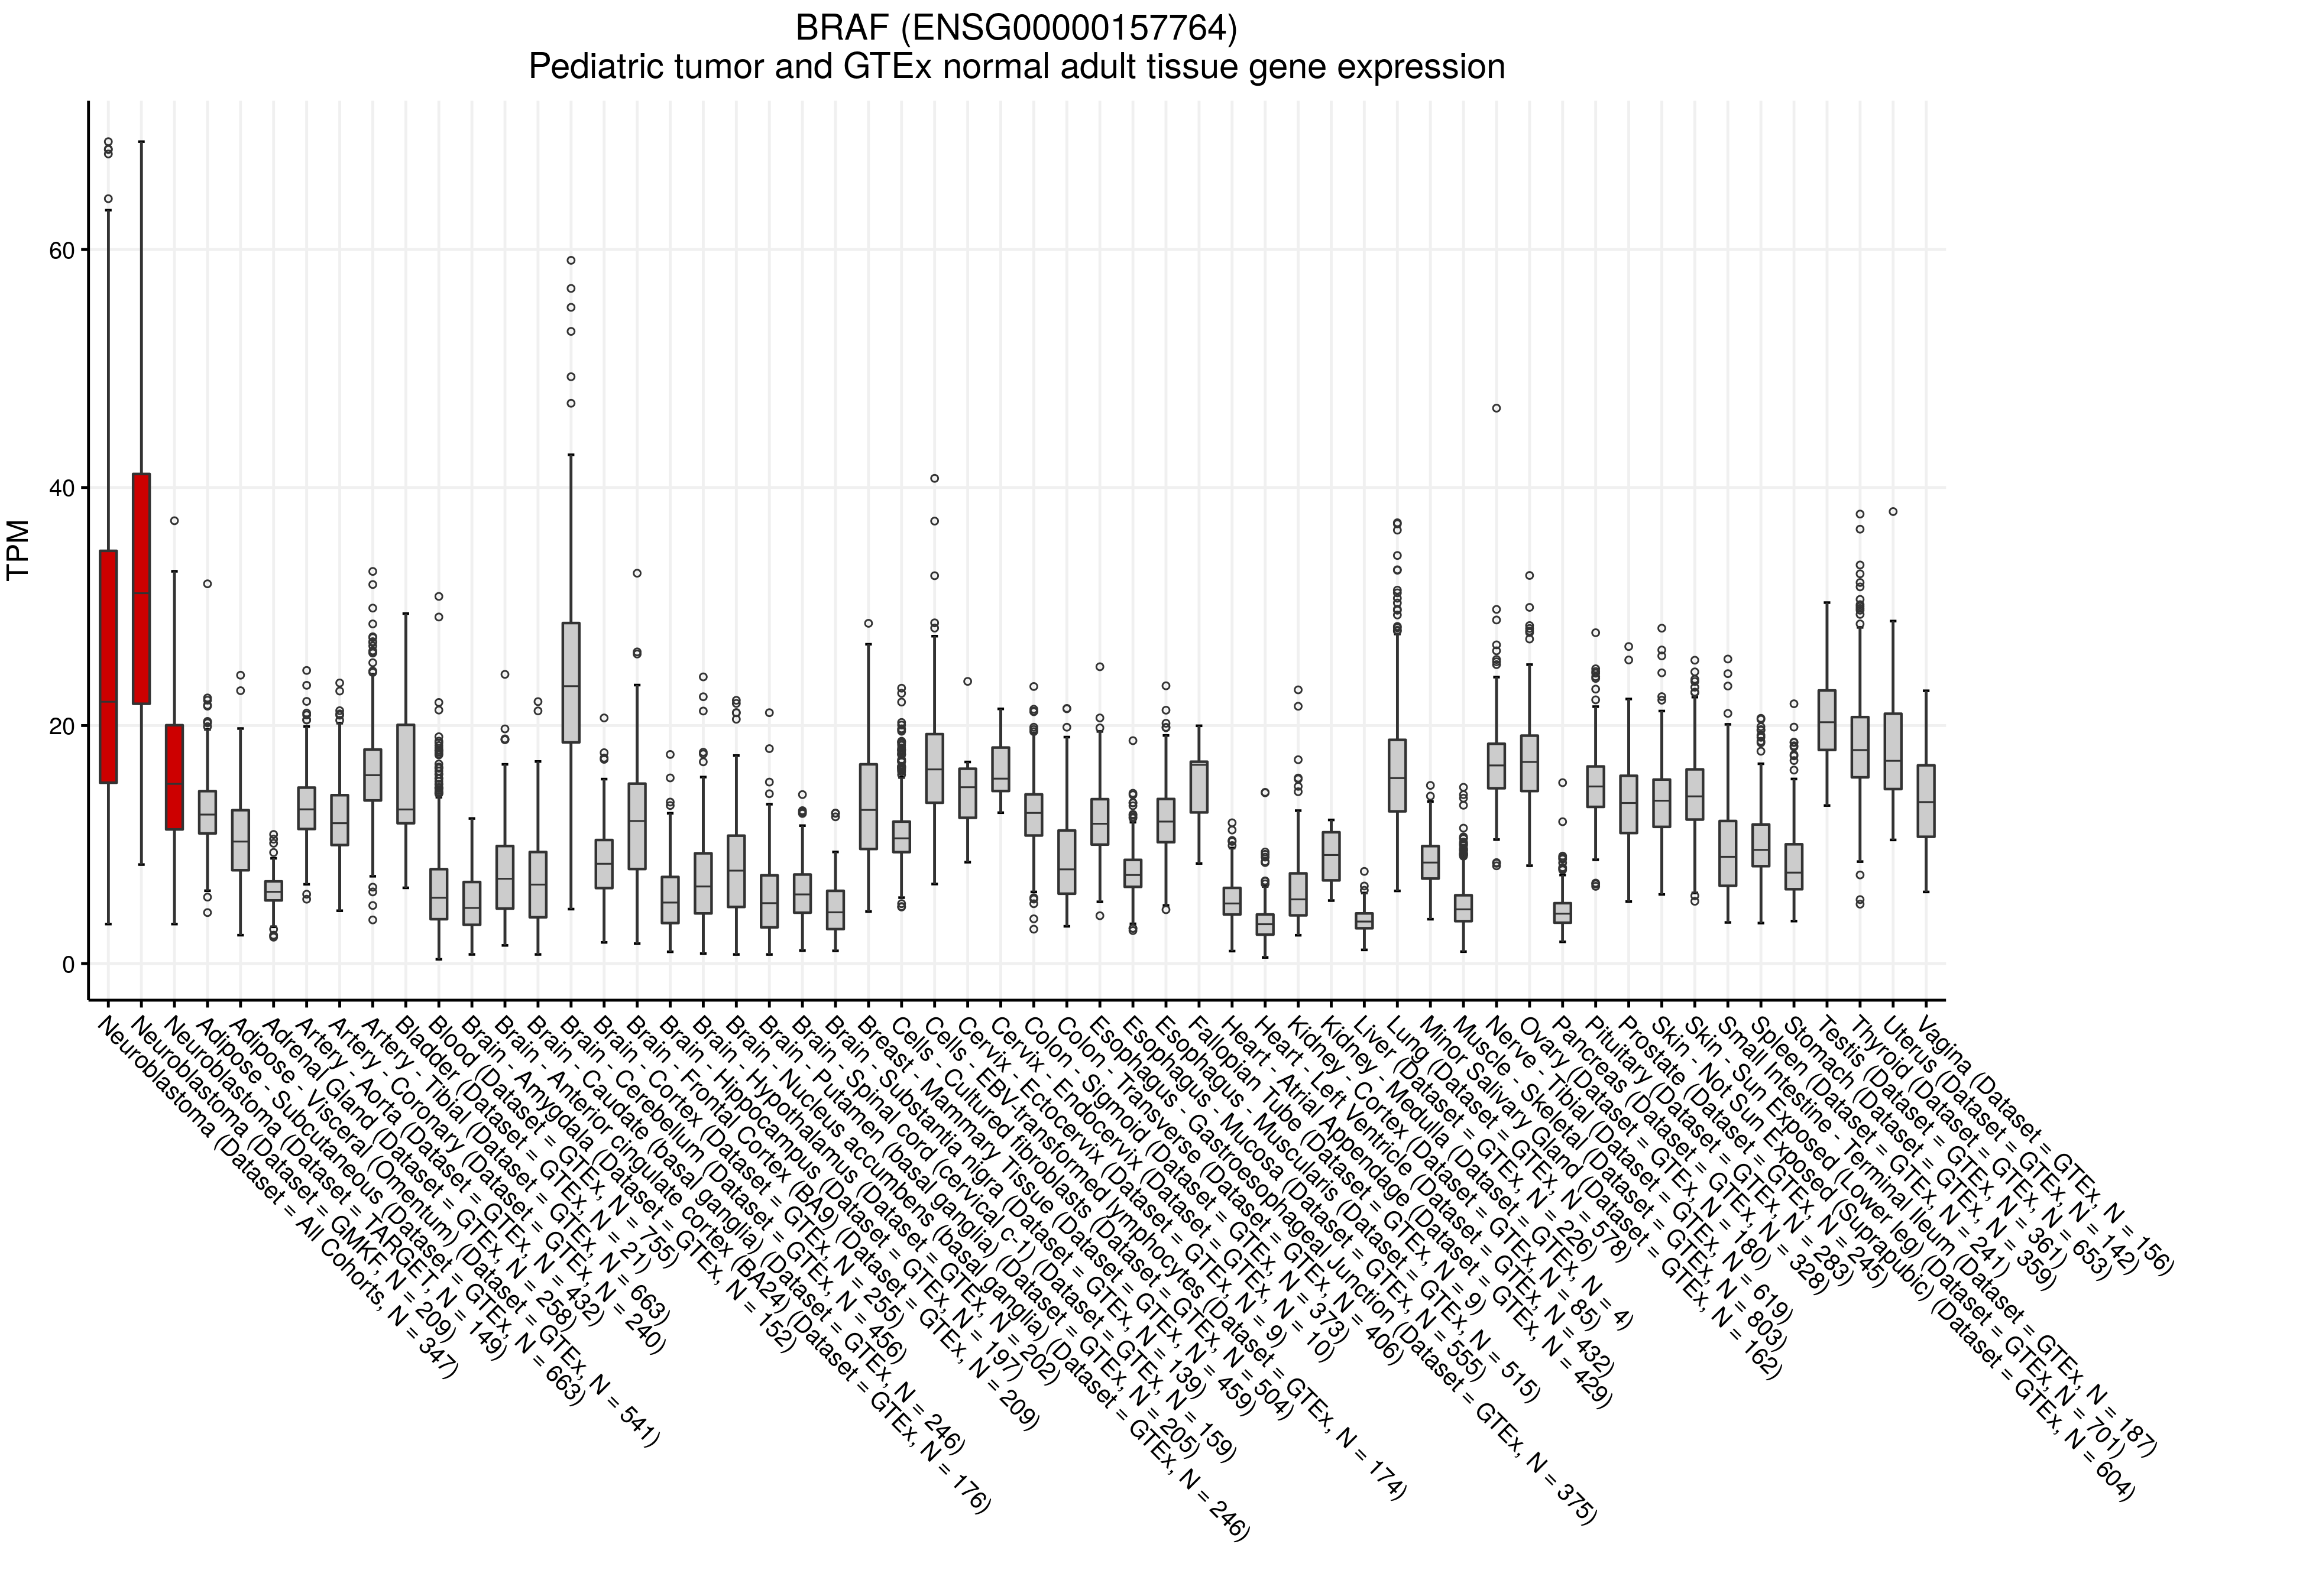 BRAF (ENSG00000157764)
Pediatric tumor and GTEx normal adult tissue gene expression
TPM
60
40
20
0
Neuroblastoma (Dataset = All Cohorts, N = 347)
Neuroblastoma (Dataset = GMKF, N = 209)
Neuroblastoma (Dataset = TARGET, N = 149)
Adipose - Subcutaneous (Dataset = GTEx, N = 663)
Adipose - Visceral (Omentum) (Dataset = GTEx, N = 541)
Adrenal Gland (Dataset = GTEx, N = 258)
Artery - Aorta (Dataset = GTEx, N = 432)
Artery - Coronary (Dataset = GTEx, N = 240)
Artery - Tibial (Dataset = GTEx, N = 663)
Bladder (Dataset = GTEx, N = 21)
Blood (Dataset = GTEx, N = 755)
Brain - Amygdala (Dataset = GTEx, N = 152)
Brain - Anterior cingulate cortex (BA24) (Dataset = GTEx, N = 176)
Brain - Caudate (basal ganglia) (Dataset = GTEx, N = 246)
Brain - Cerebellum (Dataset = GTEx, N = 456)
Brain - Cortex (Dataset = GTEx, N = 255)
Brain - Frontal Cortex (BA9) (Dataset = GTEx, N = 209)
Brain - Hippocampus (Dataset = GTEx, N = 197)
Brain - Hypothalamus (Dataset = GTEx, N = 202)
Brain - Nucleus accumbens (basal ganglia) (Dataset = GTEx, N = 246)
Brain - Putamen (basal ganglia) (Dataset = GTEx, N = 205)
Brain - Spinal cord (cervical c-1) (Dataset = GTEx, N = 159)
Brain - Substantia nigra (Dataset = GTEx, N = 139)
Breast - Mammary Tissue (Dataset = GTEx, N = 459)
Cells - Cultured fibroblasts (Dataset = GTEx, N = 504)
Cells - EBV-transformed lymphocytes (Dataset = GTEx, N = 174)
Cervix - Ectocervix (Dataset = GTEx, N = 9)
Cervix - Endocervix (Dataset = GTEx, N = 10)
Colon - Sigmoid (Dataset = GTEx, N = 373)
Colon - Transverse (Dataset = GTEx, N = 406)
Esophagus - Gastroesophageal Junction (Dataset = GTEx, N = 375)
Esophagus - Mucosa (Dataset = GTEx, N = 555)
Esophagus - Muscularis (Dataset = GTEx, N = 515)
Fallopian Tube (Dataset = GTEx, N = 9)
Heart - Atrial Appendage (Dataset = GTEx, N = 429)
Heart - Left Ventricle (Dataset = GTEx, N = 432)
Kidney - Cortex (Dataset = GTEx, N = 85)
Kidney - Medulla (Dataset = GTEx, N = 4)
Liver (Dataset = GTEx, N = 226)
Lung (Dataset = GTEx, N = 578)
Minor Salivary Gland (Dataset = GTEx, N = 162)
Muscle - Skeletal (Dataset = GTEx, N = 803)
Nerve - Tibial (Dataset = GTEx, N = 619)
Ovary (Dataset = GTEx, N = 180)
Pancreas (Dataset = GTEx, N = 328)
Pituitary (Dataset = GTEx, N = 283)
Prostate (Dataset = GTEx, N = 245)
Skin - Not Sun Exposed (Suprapubic) (Dataset = GTEx, N = 604)
Skin - Sun Exposed (Lower leg) (Dataset = GTEx, N = 701)
Small Intestine - Terminal Ileum (Dataset = GTEx, N = 187)
Spleen (Dataset = GTEx, N = 241)
Stomach (Dataset = GTEx, N = 359)
Testis (Dataset = GTEx, N = 361)
Thyroid (Dataset = GTEx, N = 653)
Uterus (Dataset = GTEx, N = 142)
Vagina (Dataset = GTEx, N = 156)